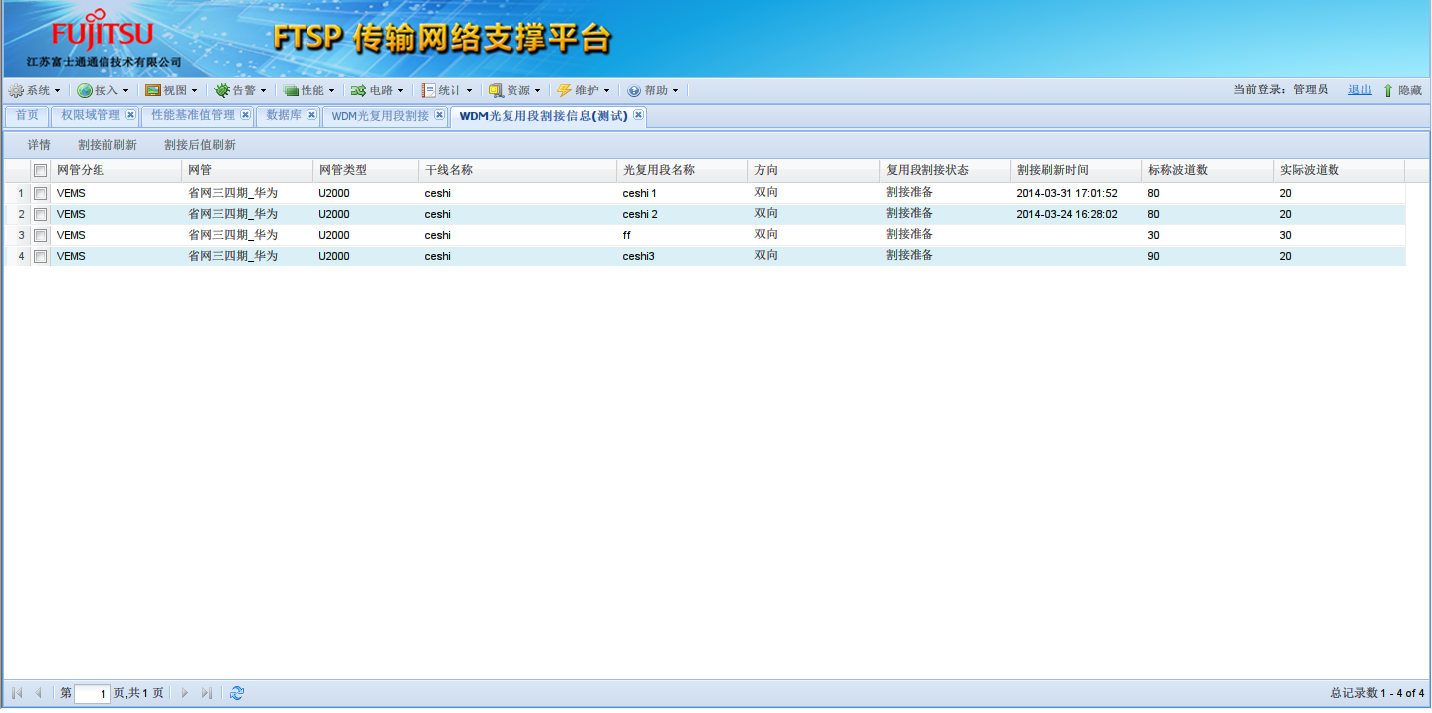 FUJITSU
江苏富士通通信技术有限公司
FTSP 传输网络支撑平台
系统 接入 视图 告警 性能 电路 统计 资源 维护 帮助 当前登录：管理员 退出 隐藏
首页 权限域管理 性能基准值管理 数据库 WDM光复用段割接 WDM光复用段割接信息(测试)
详情 割接前刷新 割接后值刷新
网管分组 网管 网管类型 干线名称 光复用段名称 方向 复用段割接状态 割接刷新时间 标称波道数 实际波道数
1 VEMS 省网三四期_华为 U2000 ceshi ceshi 1 双向 割接准备 2014-03-31 17:01:52 80 20
2 VEMS 省网三四期_华为 U2000 ceshi ceshi 2 双向 割接准备 2014-03-24 16:28:02 80 20
3 VEMS 省网三四期_华为 U2000 ceshi ff 双向 割接准备 30 30
4 VEMS 省网三四期_华为 U2000 ceshi ceshi3 双向 割接准备 90 20
第 1 页,共 1 页 总记录数 1 - 4 of 4